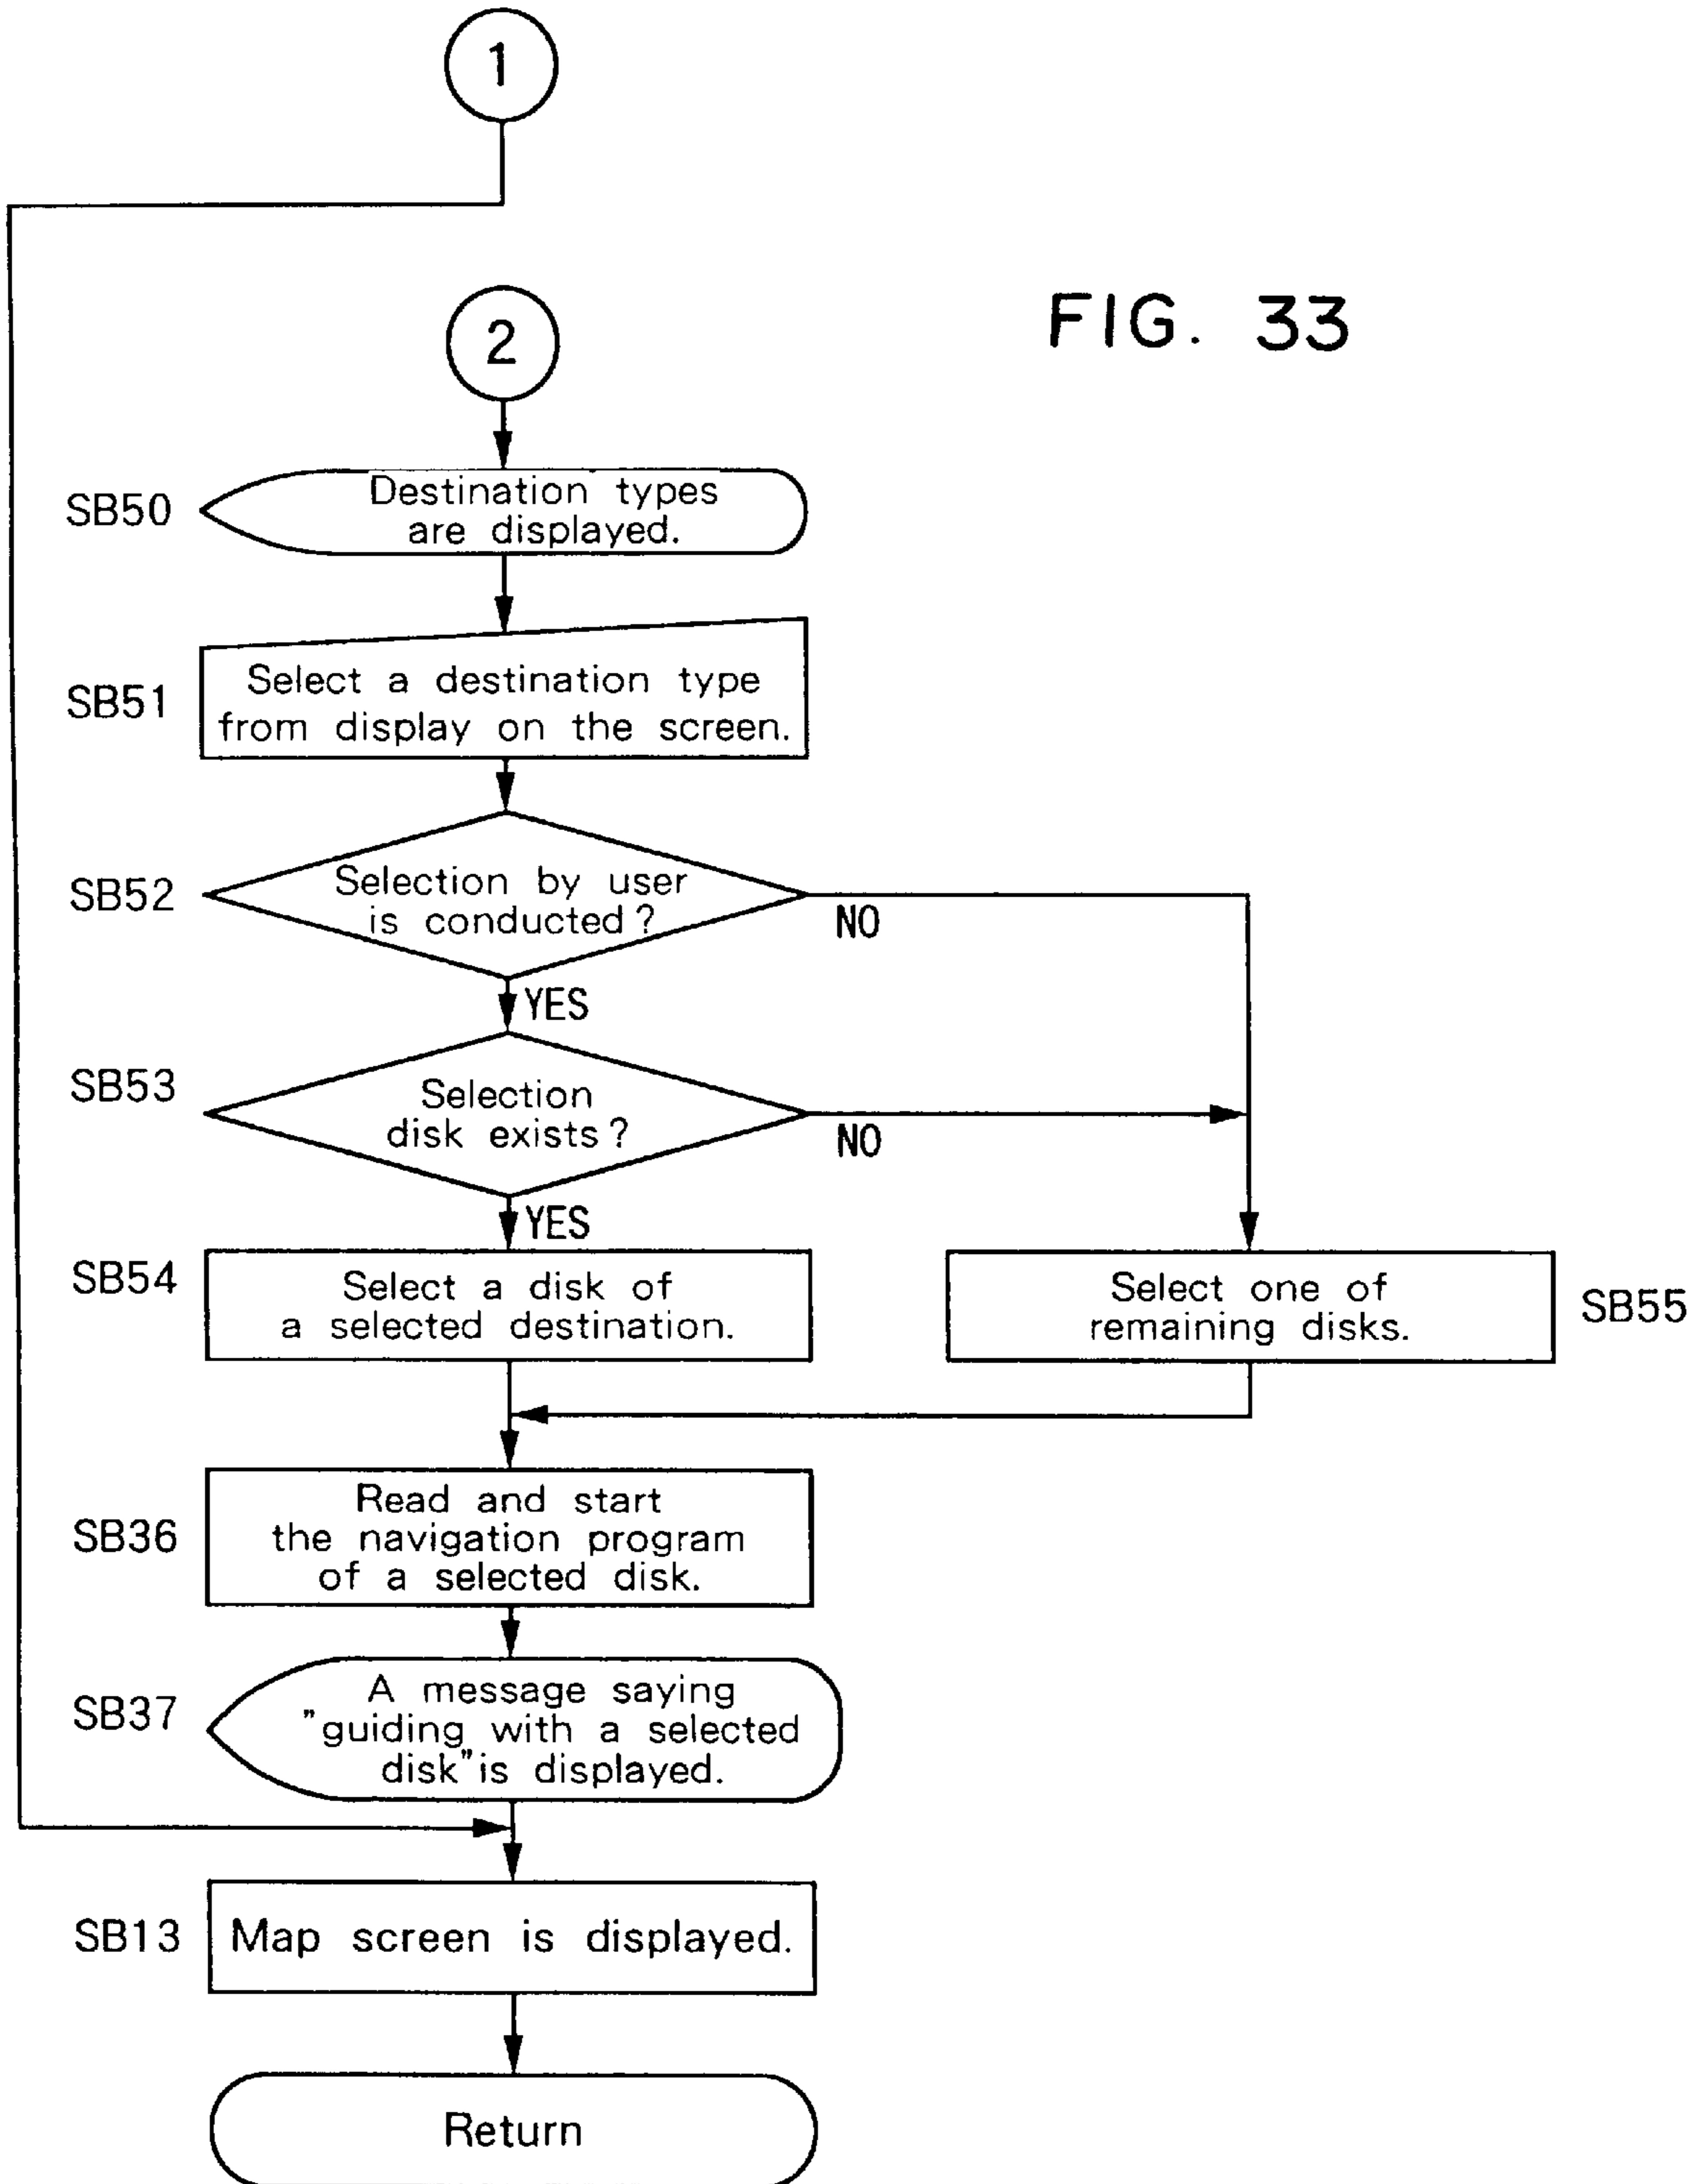 1
2
FIG. 33
SB50
Destination types
are displayed.
SB51
Select a destination type
from display on the screen.
SB52
Selection by user
is conducted?
NO
YES
SB53
Selection
disk exists?
NO
YES
SB54
Select a disk of
a selected destination.
Select one of
remaining disks.
SB55
SB36
Read and start
the navigation program
of a selected disk.
SB37
A message saying
"guiding with a selected
disk" is displayed.
SB13
Map screen is displayed.
Return